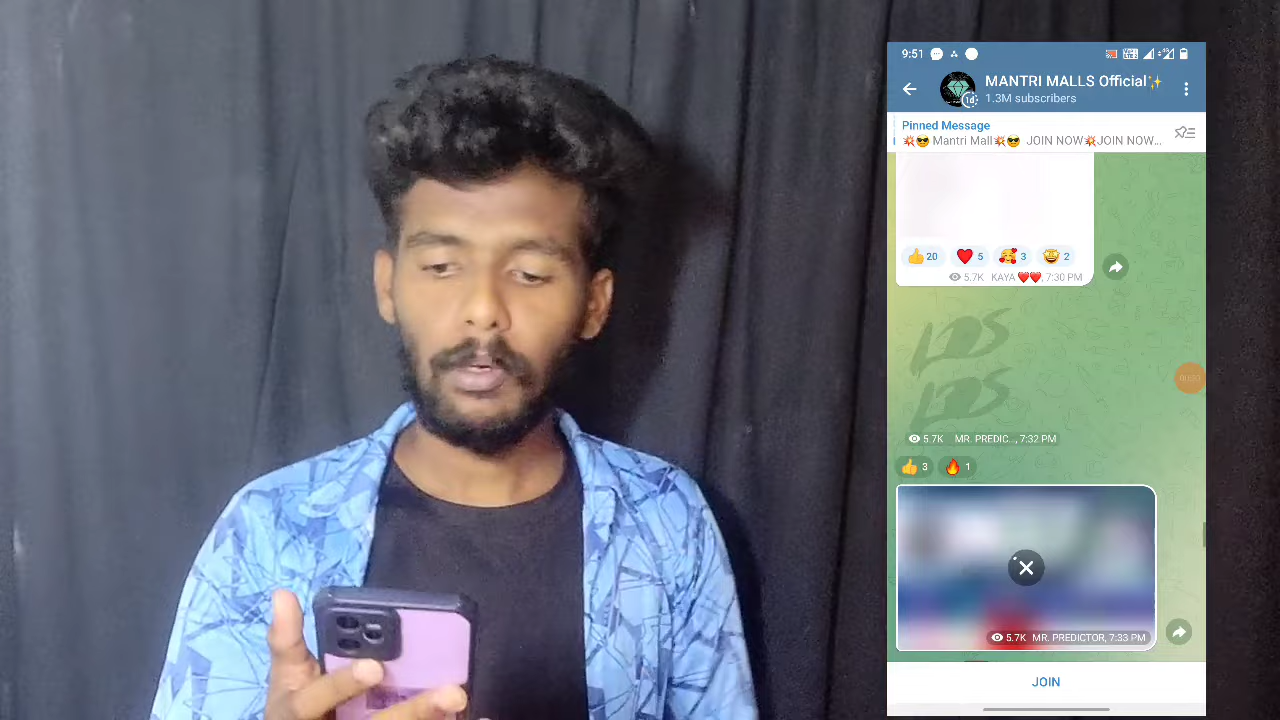 9:51
MANTRI MALLS Official✨
1.3M subscribers
Pinned Message
💥😎 Mantri Mall💥😎 JOIN NOW💥JOIN NOW...
👍 20 ❤️ 5 🥰 3 🤩 2
5.7K KAYA ❤️❤️, 7:30 PM
LOS
LOS
5.7K MR. PREDIC..., 7:32 PM
👍 3 🔥 1
5.7K MR. PREDICTOR, 7:33 PM
JOIN